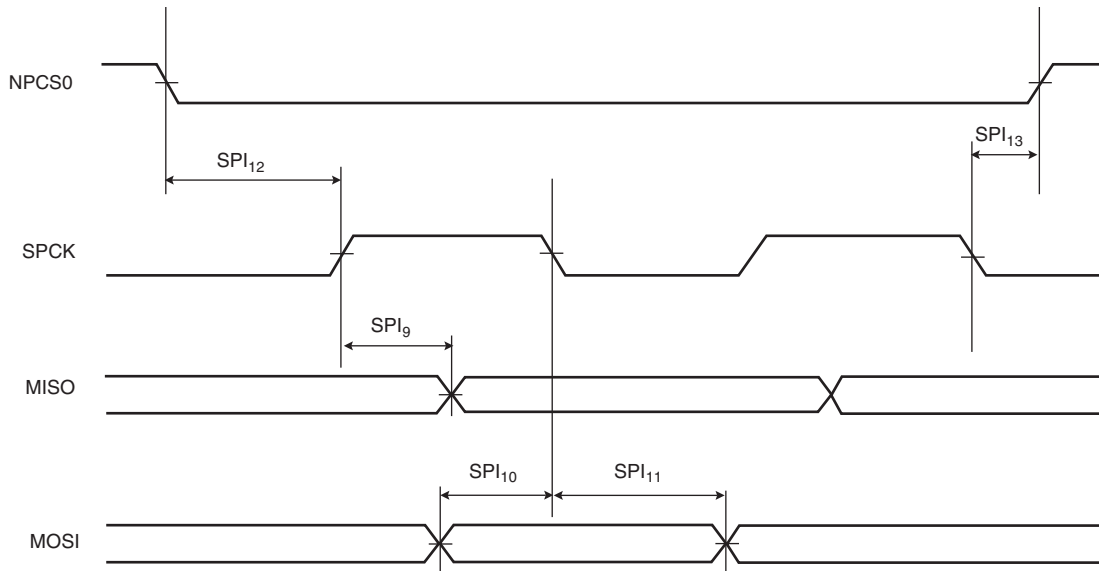 NPCS0
SPI₁₂
SPI₁₃
SPCK
SPI₉
MISO
SPI₁₀
SPI₁₁
MOSI